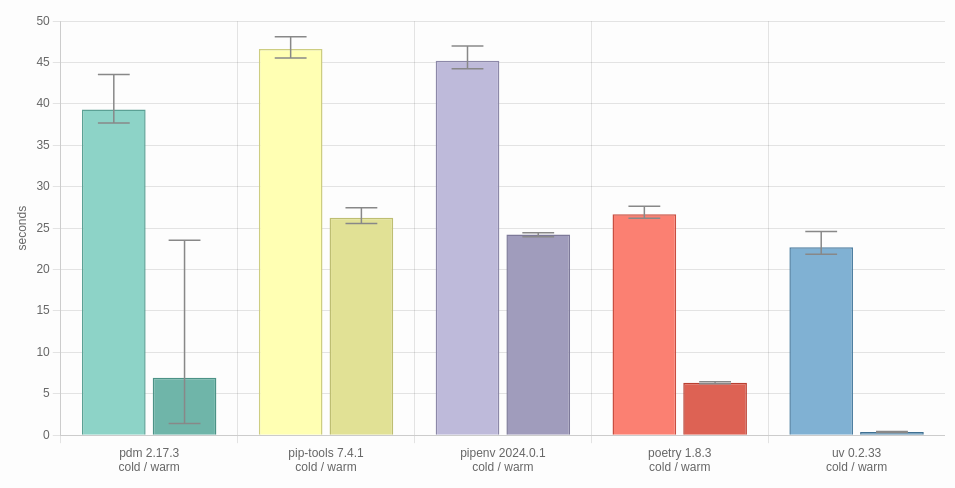 50
45
40
35
30
25
20
15
10
5
0
seconds
pdm 2.17.3
cold / warm
pip-tools 7.4.1
cold / warm
pipenv 2024.0.1
cold / warm
poetry 1.8.3
cold / warm
uv 0.2.33
cold / warm